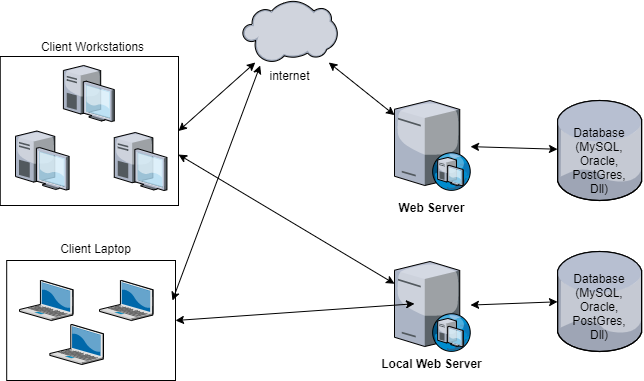 Client Workstations
internet
Database
(MySQL,
Oracle,
PostGres,
Dll)
Web Server
Client Laptop
Database
(MySQL,
Oracle,
PostGres,
Dll)
Local Web Server